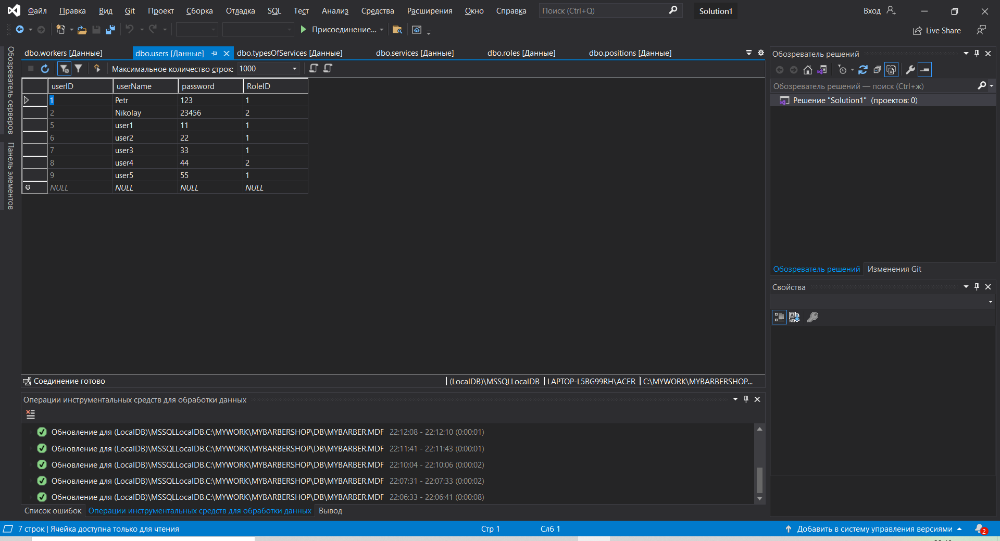 Файл Правка Вид Git Проект Сборка Отладка SQL Тест Анализ Средства Расширения Окно Справка Поиск (Ctrl+Q) Solution1 Вход
Присоединение... Live Share
Обозреватель серверов
Панель элементов
dbo.workers [Данные] dbo.users [Данные] dbo.typesOfServices [Данные] dbo.services [Данные] dbo.roles [Данные] dbo.positions [Данные]
Максимальное количество строк: 1000
userID userName password RoleID
1 Petr 123 1
2 Nikolay 23456 2
5 user1 11 1
6 user2 22 1
7 user3 33 1
8 user4 44 2
9 user5 55 1
NULL NULL NULL NULL
Соединение готово (LocalDB)\MSSQLLocalDB LAPTOP-L5BG99RH\ACER C:\MYWORK\MYBARBERSHOP...
Операции инструментальных средств для обработки данных
Обновление для (LocalDB)\MSSQLLocalDB.C:\MYWORK\MYBARBERSHOP\DB\MYBARBER.MDF 22:12:08 - 22:12:10 (0:00:01)
Обновление для (LocalDB)\MSSQLLocalDB.C:\MYWORK\MYBARBERSHOP\DB\MYBARBER.MDF 22:11:41 - 22:11:43 (0:00:01)
Обновление для (LocalDB)\MSSQLLocalDB.C:\MYWORK\MYBARBERSHOP\DB\MYBARBER.MDF 22:10:04 - 22:10:06 (0:00:02)
Обновление для (LocalDB)\MSSQLLocalDB.C:\MYWORK\MYBARBERSHOP\DB\MYBARBER.MDF 22:07:31 - 22:07:33 (0:00:02)
Обновление для (LocalDB)\MSSQLLocalDB.C:\MYWORK\MYBARBERSHOP\DB\MYBARBER.MDF 22:06:33 - 22:06:41 (0:00:08)
Список ошибок Операции инструментальных средств для обработки данных Вывод
Обозреватель решений
Обозреватель решений — поиск (Ctrl+ж)
Решение "Solution1" (проектов: 0)
Обозреватель решений Изменения Git
Свойства
7 строк | Ячейка доступна только для чтения Стр 1 Слб 1 Добавить в систему управления версиями 2